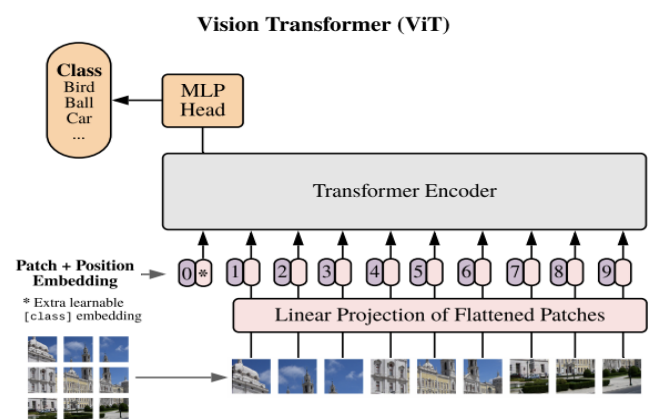 Vision Transformer (ViT)
Class
Bird
Ball
Car
...
MLP
Head
Transformer Encoder
Patch + Position
Embedding
0 * 1 2 3 4 5 6 7 8 9
* Extra learnable
[class] embedding
Linear Projection of Flattened Patches